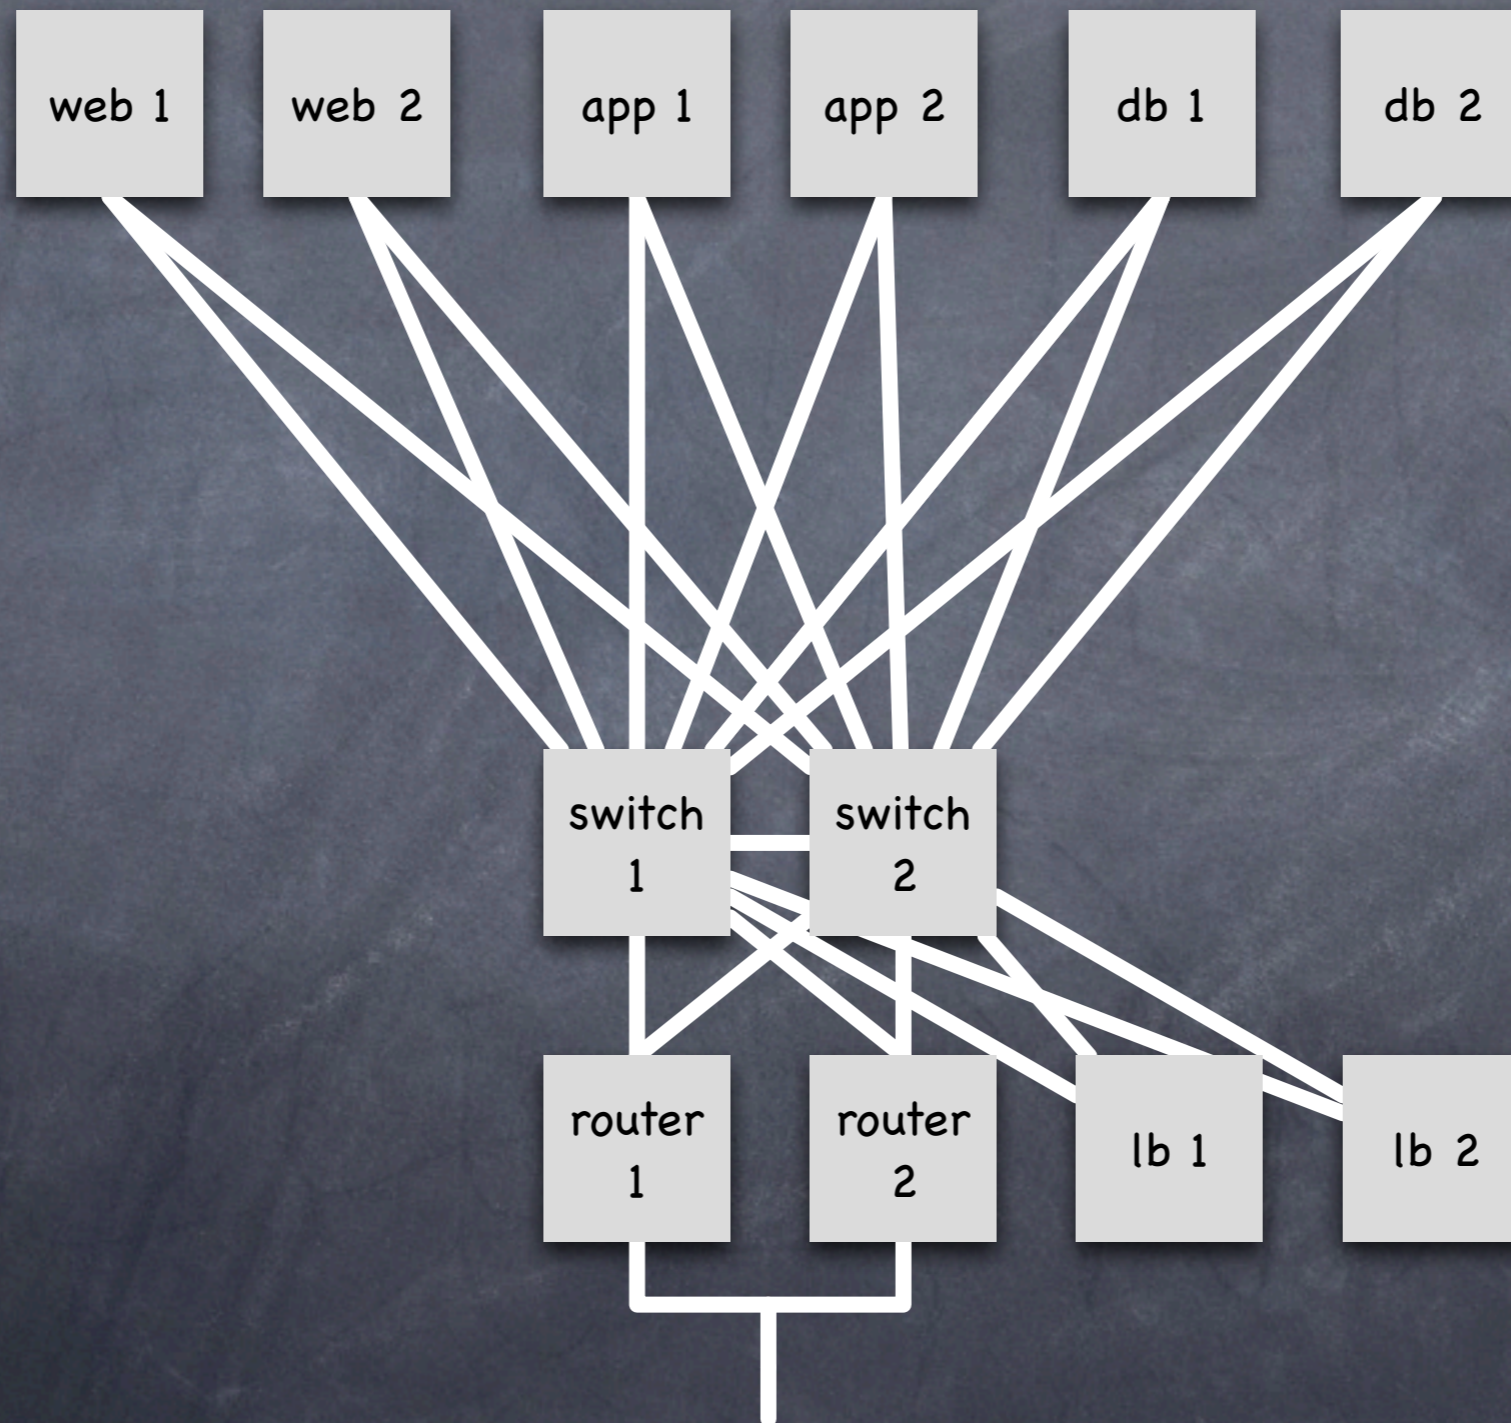 web 1
web 2
app 1
app 2
db 1
db 2
switch
1
switch
2
router
1
router
2
lb 1
lb 2